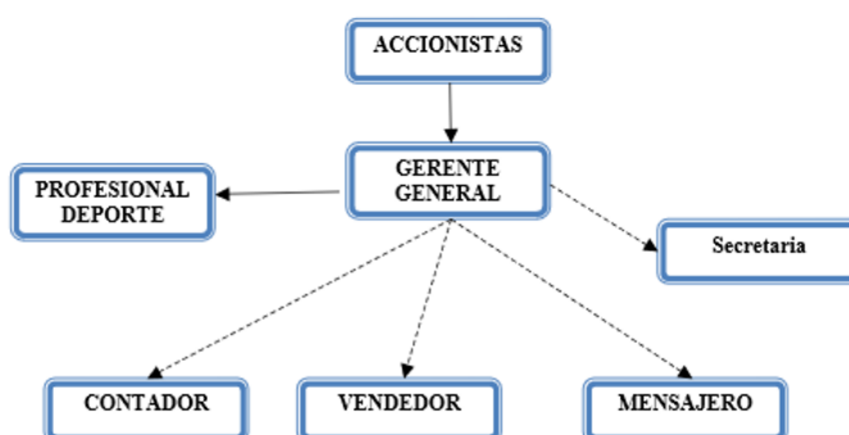 ACCIONISTAS
GERENTE
GENERAL
PROFESIONAL
DEPORTE
Secretaria
CONTADOR
VENDEDOR
MENSAJERO